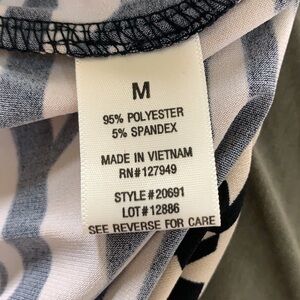 M
95% POLYESTER
5% SPANDEX
MADE IN VIETNAM
RN#127949
STYLE#20691
LOT#12886
SEE REVERSE FOR CARE